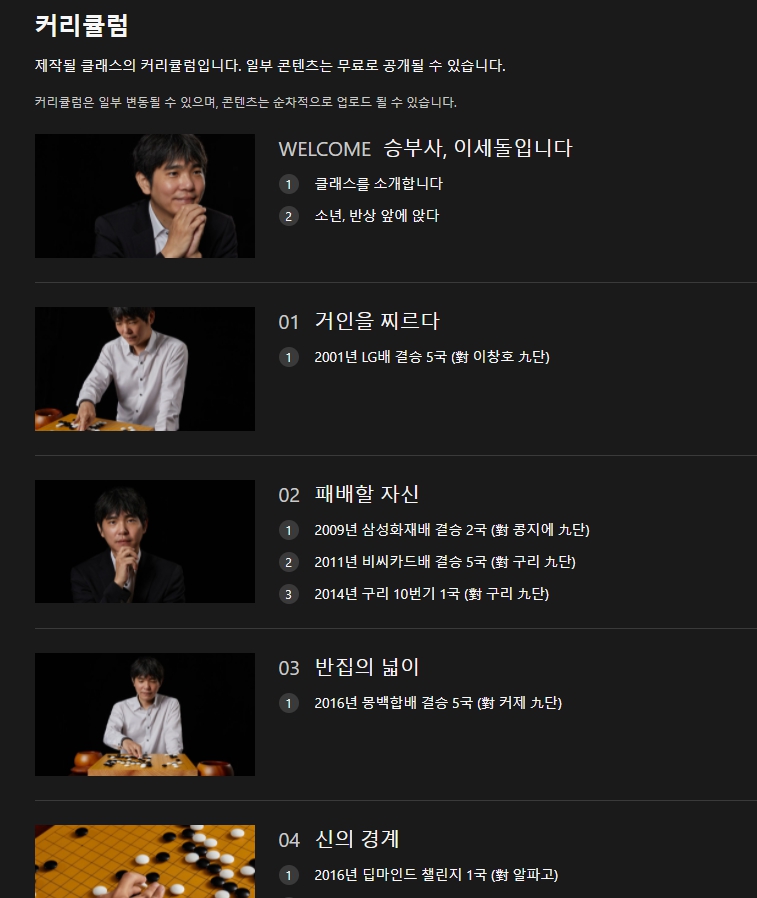 커리큘럼
제작될 클래스의 커리큘럼입니다. 일부 콘텐츠는 무료로 공개될 수 있습니다.
커리큘럼은 일부 변동될 수 있으며, 콘텐츠는 순차적으로 업로드 될 수 있습니다.
WELCOME 승부사, 이세돌입니다
1 클래스를 소개합니다
2 소년, 반상 앞에 앉다
01 거인을 찌르다
1 2001년 LG배 결승 5국 (對 이창호 九단)
02 패배할 자신
1 2009년 삼성화재배 결승 2국 (對 콩지에 九단)
2 2011년 비씨카드배 결승 5국 (對 구리 九단)
3 2014년 구리 10번기 1국 (對 구리 九단)
03 반집의 넓이
1 2016년 몽백합배 결승 5국 (對 커제 九단)
04 신의 경계
1 2016년 딥마인드 챌린지 1국 (對 알파고)